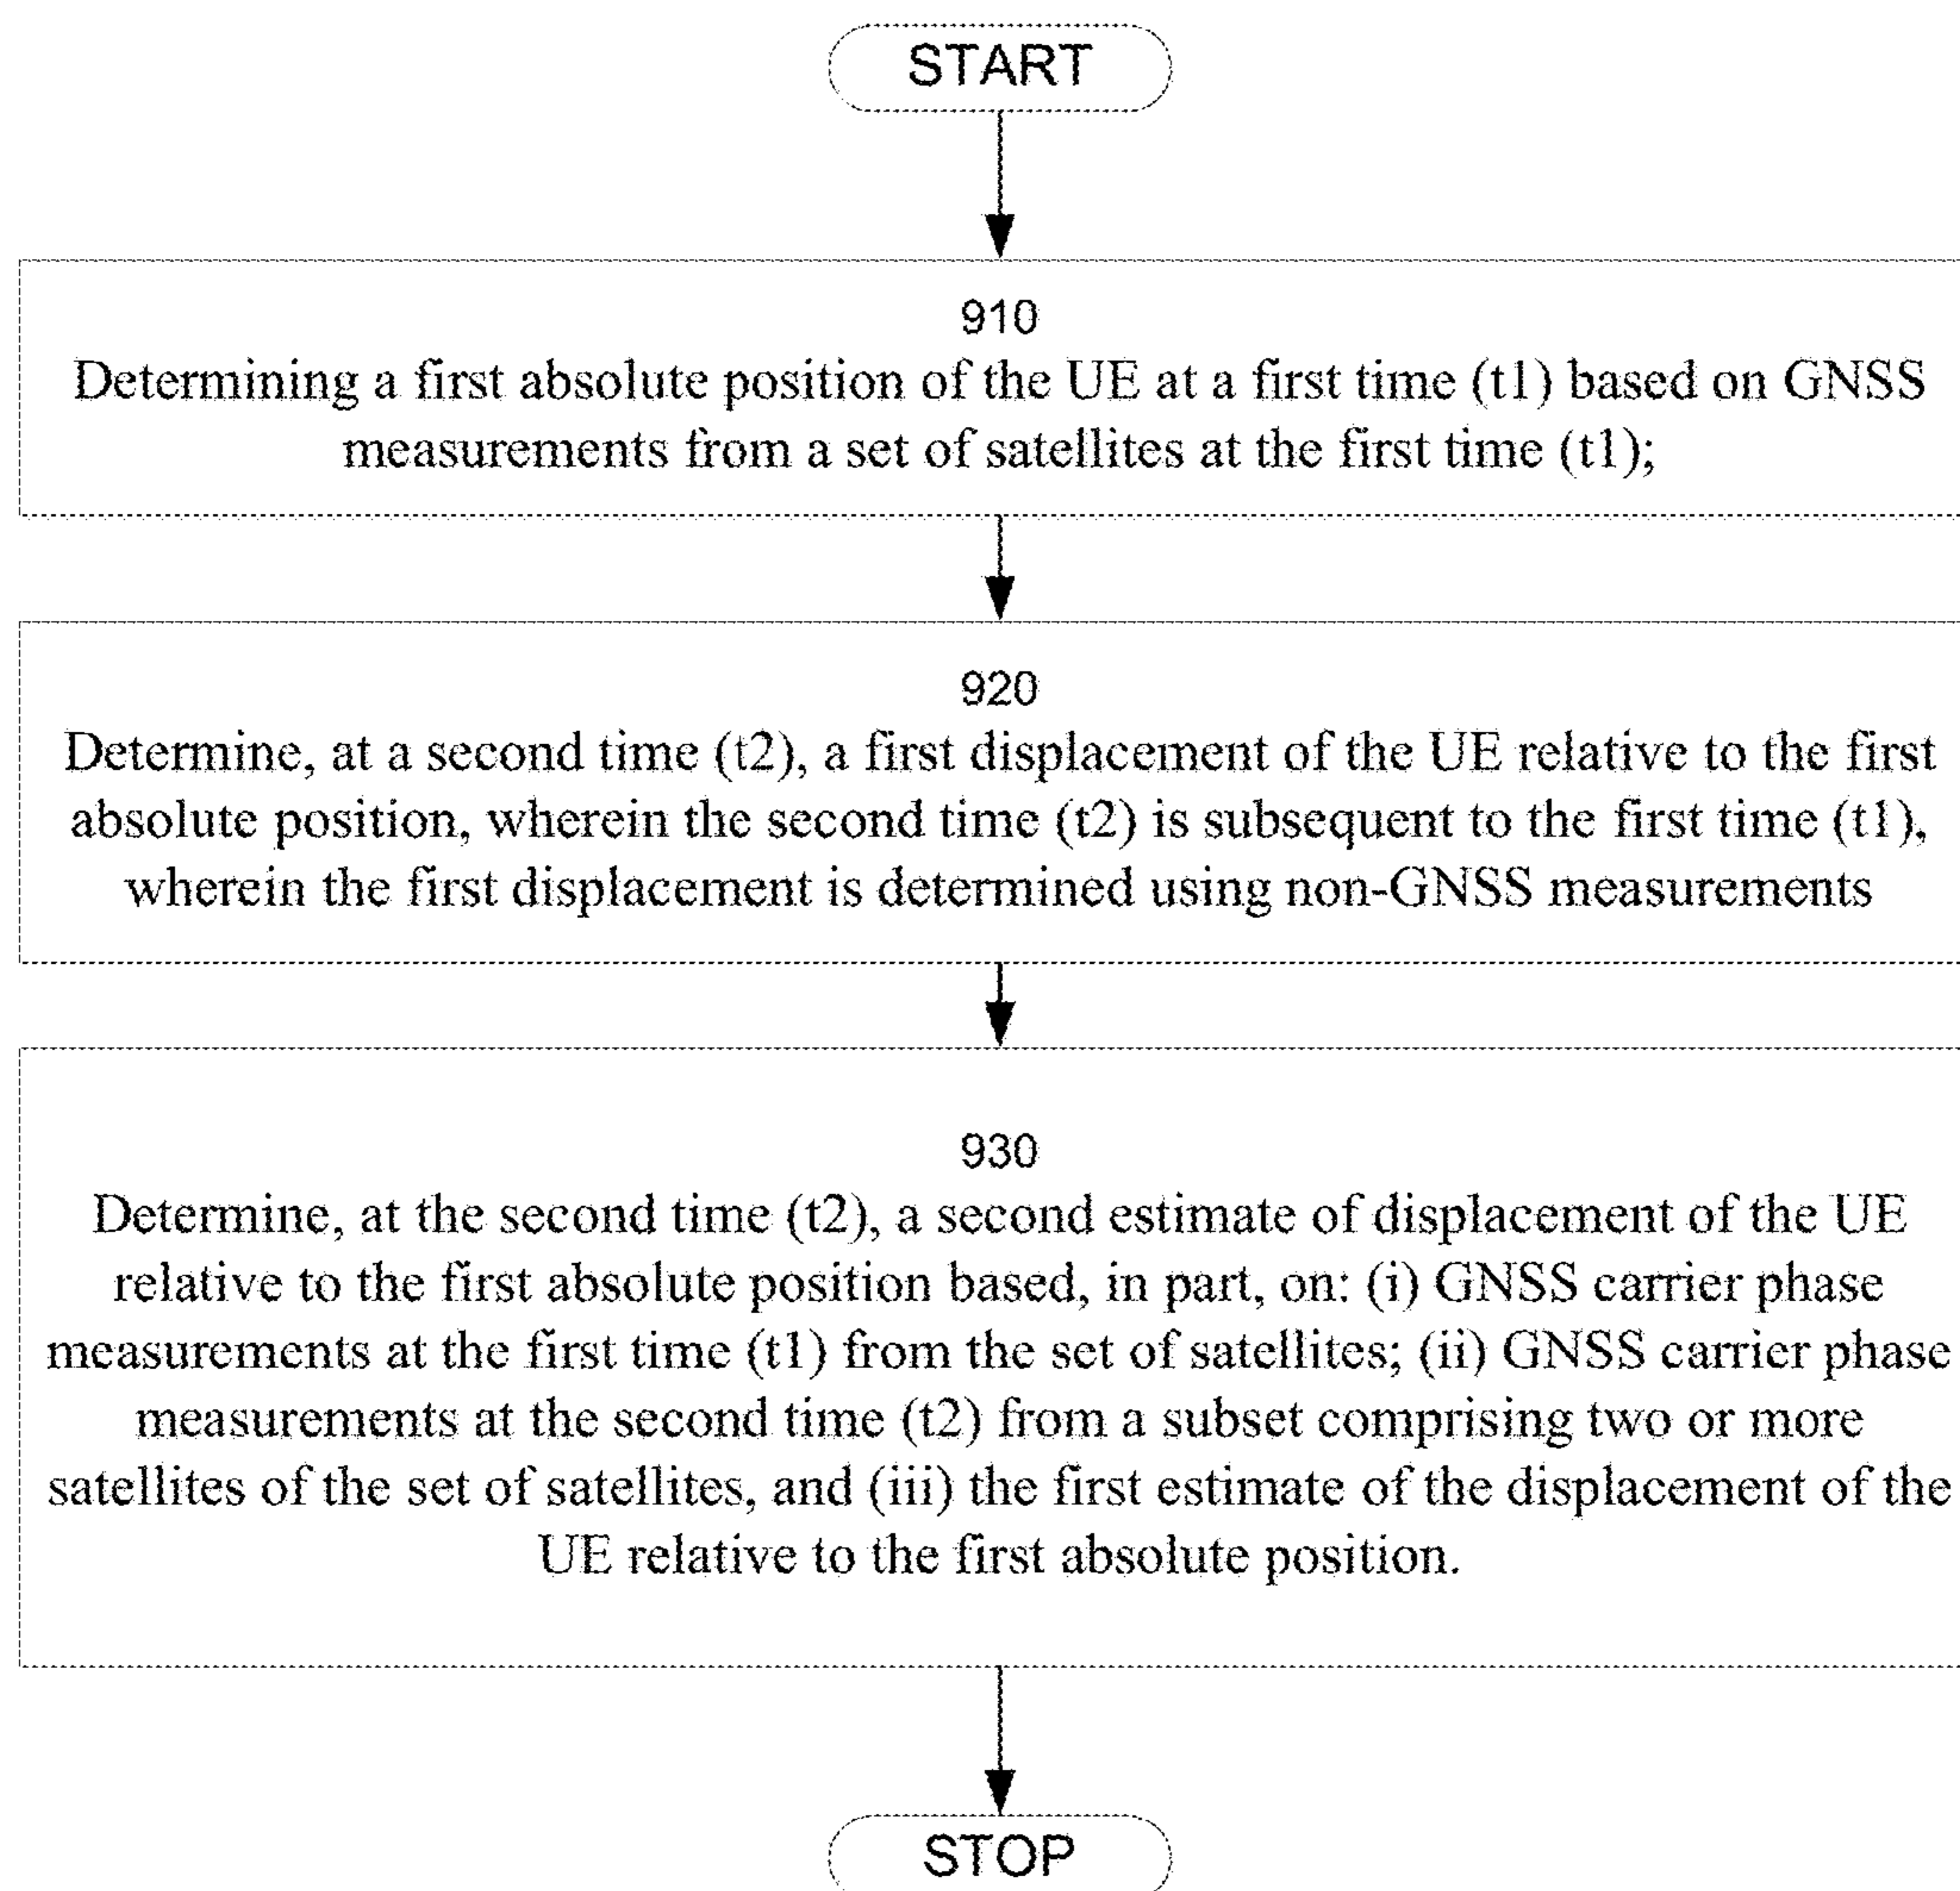 START
910
Determining a first absolute position of the UE at a first time (t1) based on GNSS
measurements from a set of satellites at the first time (t1);
920
Determine, at a second time (t2), a first displacement of the UE relative to the first
absolute position, wherein the second time (t2) is subsequent to the first time (t1),
wherein the first displacement is determined using non-GNSS measurements
930
Determine, at the second time (t2), a second estimate of displacement of the UE
relative to the first absolute position based, in part, on: (i) GNSS carrier phase
measurements at the first time (t1) from the set of satellites; (ii) GNSS carrier phase
measurements at the second time (t2) from a subset comprising two or more
satellites of the set of satellites, and (iii) the first estimate of the displacement of the
UE relative to the first absolute position.
STOP